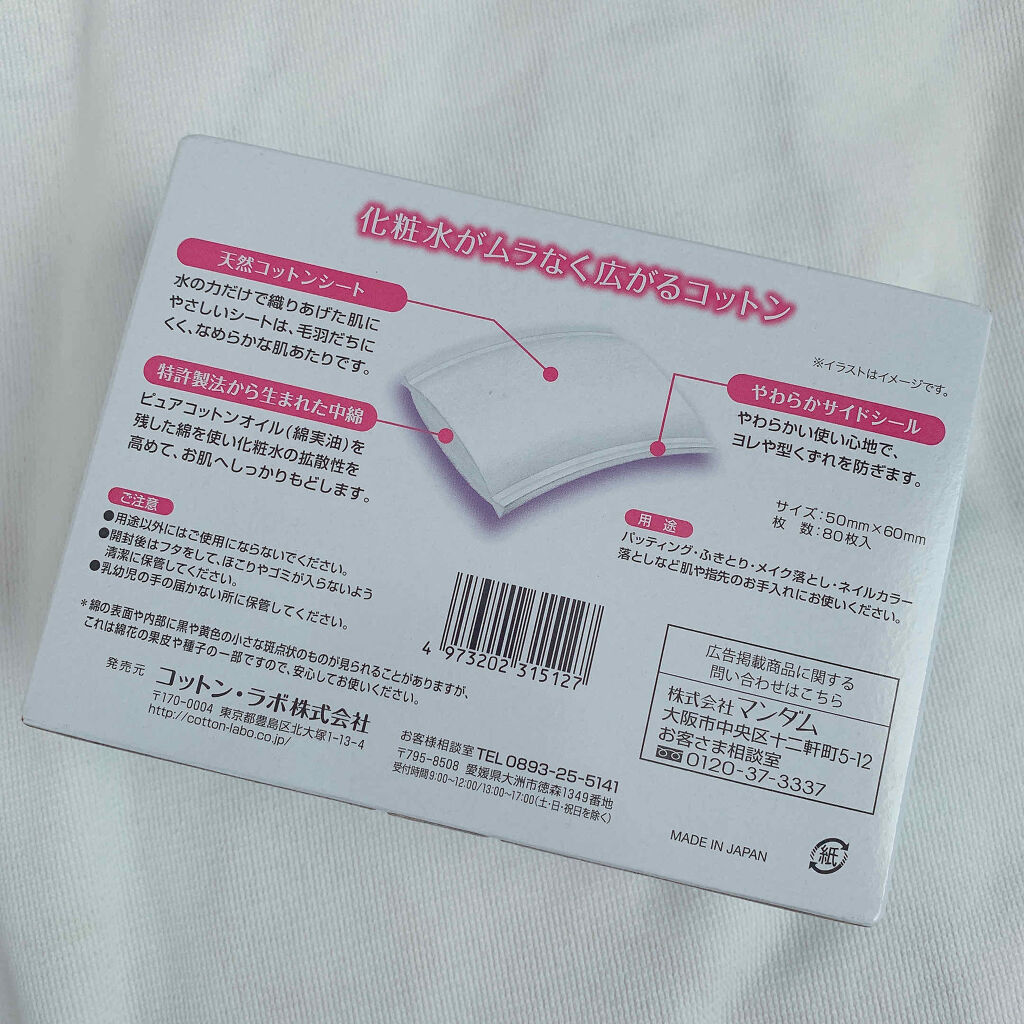 化粧水がムラなく広がるコットン
天然コットンシート
水の力だけで織りあげた肌に
やさしいシートは、毛羽だちに
くく、なめらかな肌あたりです。
特許製法から生まれた中綿
ピュアコットンオイル(綿実油)を
残した綿を使い化粧水の拡散性を
高めて、お肌へしっかりもどします。
※イラストはイメージです。
やわらかサイドシール
やわらかい使い心地で、
ヨレや型くずれを防ぎます。
サイズ:50mm×60mm
枚 数:80枚入
用 途
パッティング・ふきとり・メイク落とし・ネイルカラー
落としなど肌や指先のお手入れにお使いください。
ご注意
●用途以外にはご使用にならないでください。
●開封後はフタをして、ほこりやゴミが入らないよう
清潔に保管してください。
●乳幼児の手の届かない所に保管してください。
*綿の表面や内部に黒や黄色の小さな斑点状のものが見られることがありますが、
これは綿花の果皮や種子の一部ですので、安心してお使いください。
4 973202 315127
発売元 コットン・ラボ株式会社
〒170-0004 東京都豊島区北大塚1-13-4
http://cotton-labo.co.jp/
お客様相談室 TEL 0893-25-5141
〒795-8508 愛媛県大洲市徳森1349番地
受付時間9:00~12:00/13:00~17:00(土・日・祝日を除く)
広告掲載商品に関する
問い合わせはこちら
株式会社 マンダム
大阪市中央区十二軒町5-12
お客さま相談室
0120-37-3337
MADE IN JAPAN
紙